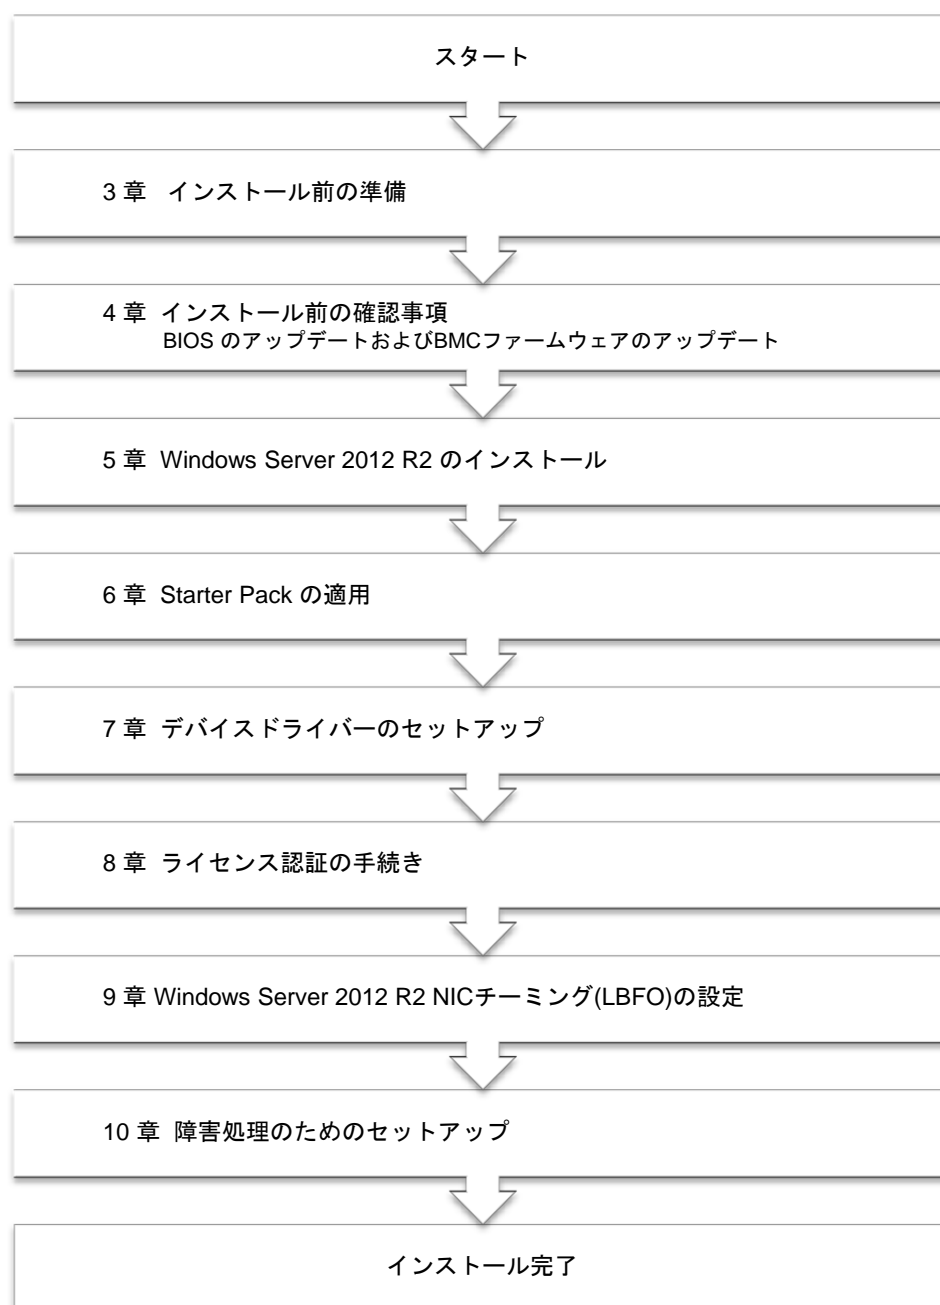 スタート
3 章 インストール前の準備
4 章 インストール前の確認事項
BIOS のアップデートおよびBMCファームウェアのアップデート
5 章 Windows Server 2012 R2 のインストール
6 章 Starter Pack の適用
7 章 デバイスドライバーのセットアップ
8 章 ライセンス認証の手続き
9 章 Windows Server 2012 R2 NICチーミング(LBFO)の設定
10 章 障害処理のためのセットアップ
インストール完了